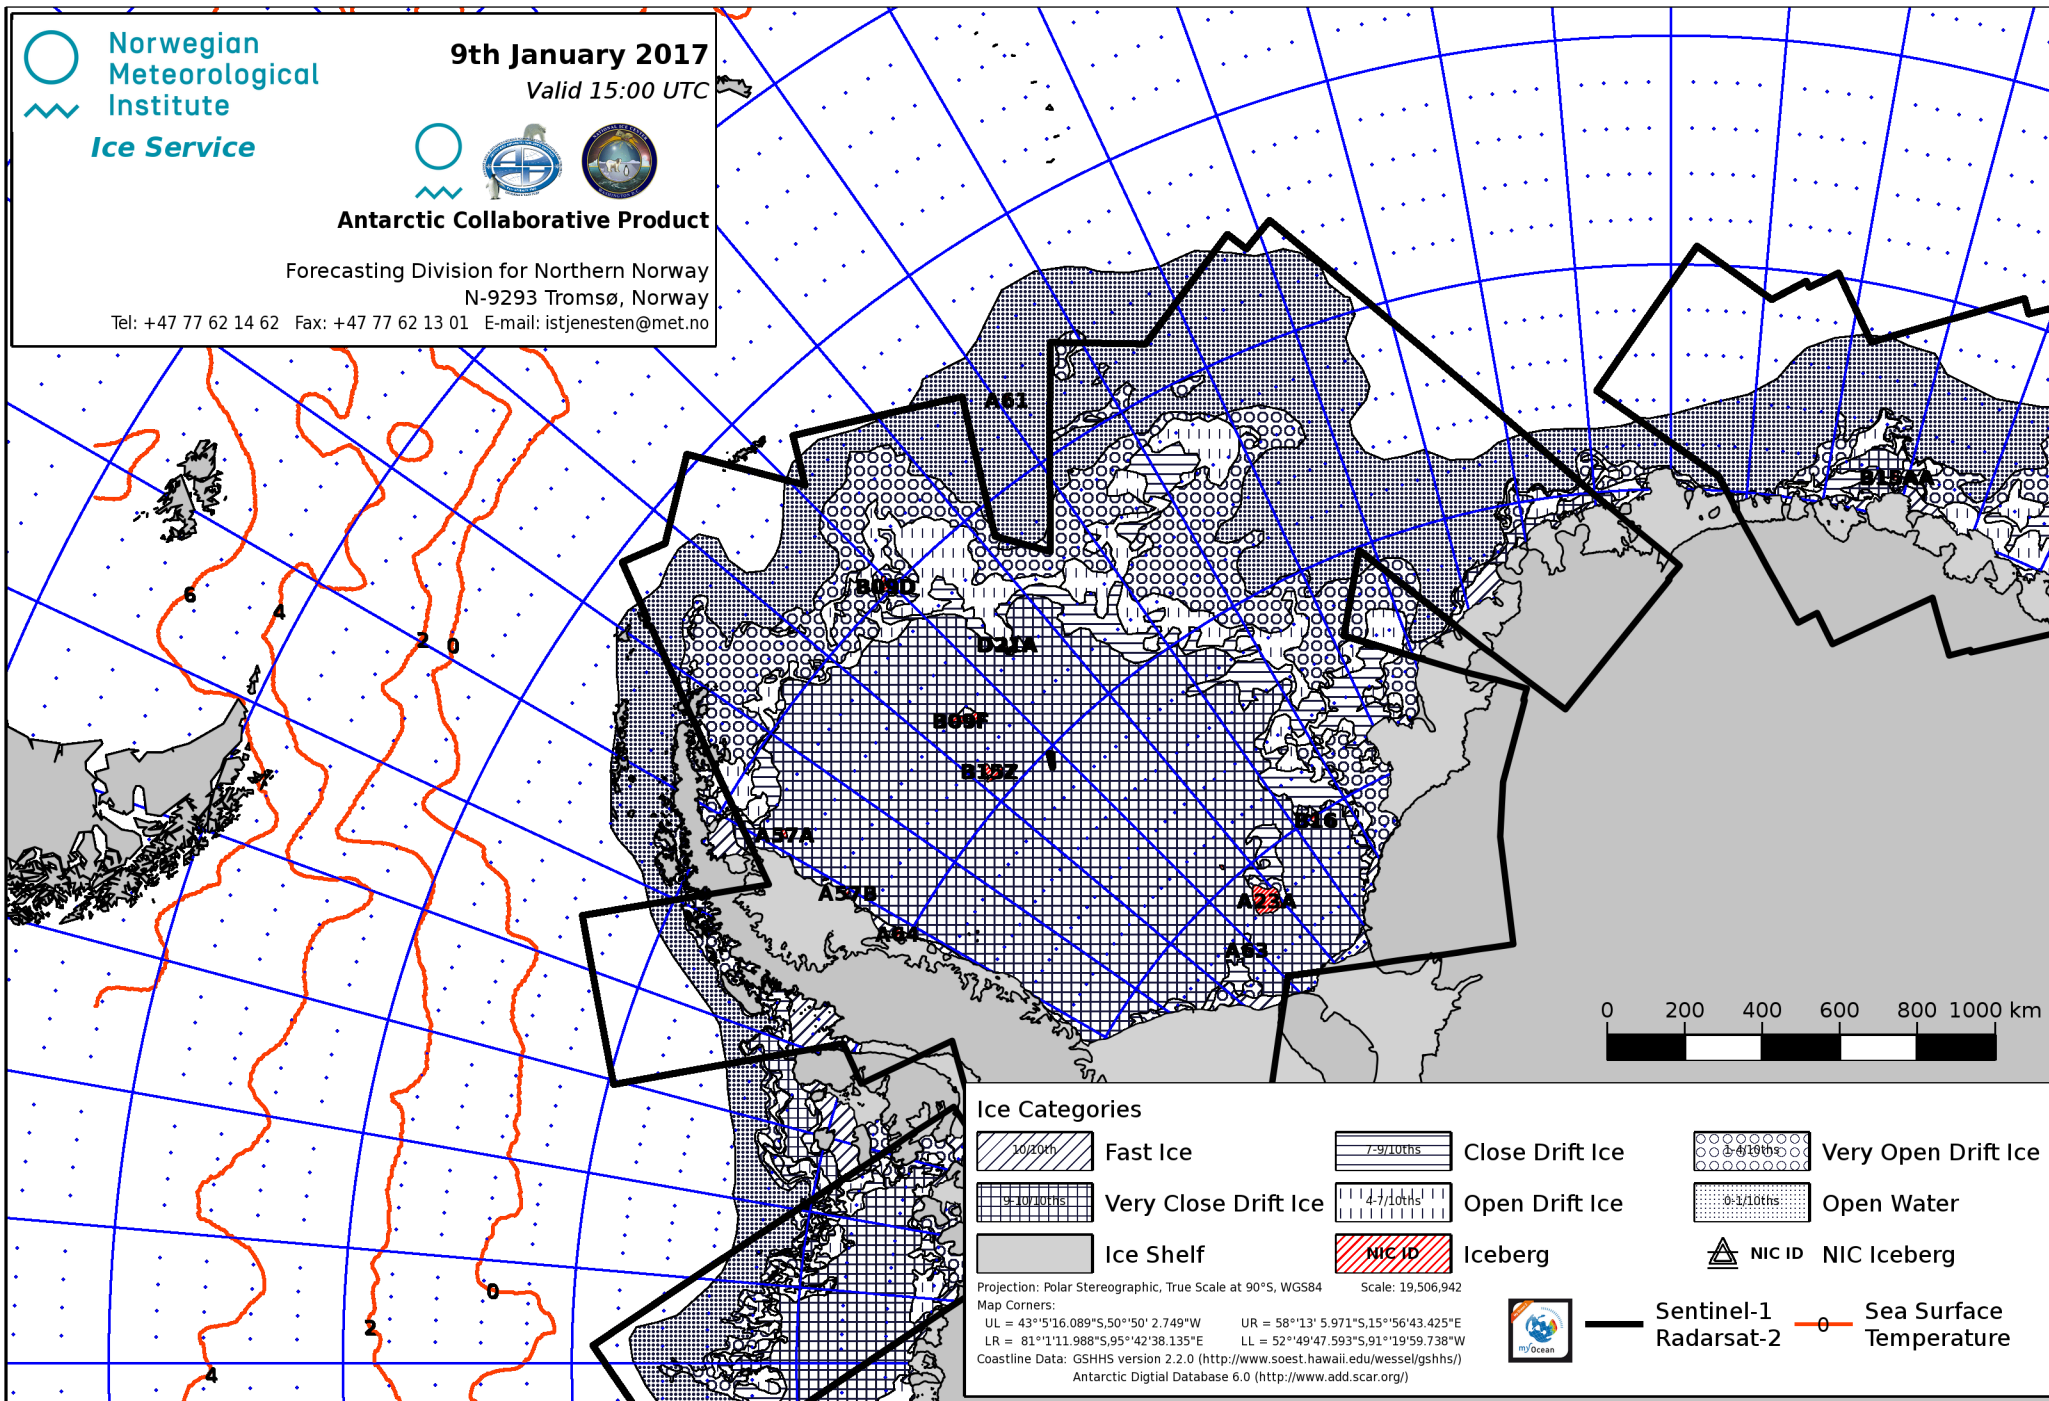 Norwegian
Meteorological
Institute
Ice Service
9th January 2017
Valid 15:00 UTC
Antarctic Collaborative Product
Forecasting Division for Northern Norway
N-9293 Tromsø, Norway
Tel: +47 77 62 14 62 Fax: +47 77 62 13 01 E-mail: istjenesten@met.no
A61
B15AA
B09D
6
4
2
0
D21A
B09F
B15Z
B16
A57A
A57B
A23A
A64
A63
0 200 400 600 800 1000 km
Ice Categories
10/10th Fast Ice
7-9/10ths Close Drift Ice
1-4/10ths Very Open Drift Ice
9-10/10ths Very Close Drift Ice
4-7/10ths Open Drift Ice
0-1/10ths Open Water
Ice Shelf
NIC ID Iceberg
NIC ID NIC Iceberg
Projection: Polar Stereographic, True Scale at 90°S, WGS84 Scale: 19,506,942
Map Corners:
UL = 43°'5'16.089"S,50°'50' 2.749"W UR = 58°'13' 5.971"S,15°'56'43.425"E
LR = 81°'1'11.988"S,95°'42'38.135"E LL = 52°'49'47.593"S,91°'19'59.738"W
Coastline Data: GSHHS version 2.2.0 (http://www.soest.hawaii.edu/wessel/gshhs/)
Antarctic Digtial Database 6.0 (http://www.add.scar.org/)
my Ocean
Sentinel-1
Radarsat-2
0
Sea Surface
Temperature
0
2
4